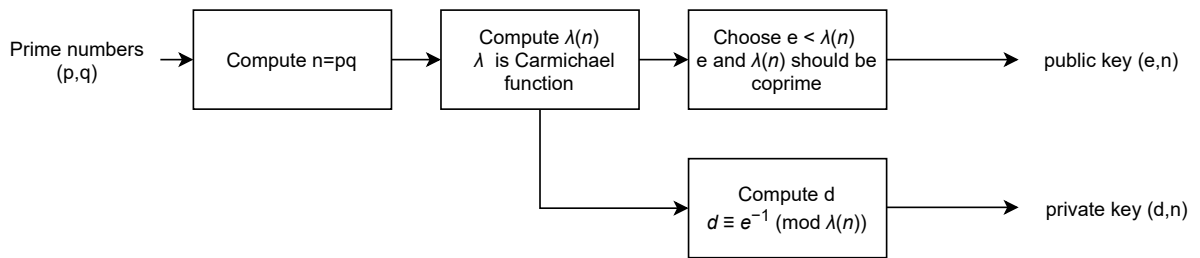 Prime numbers
(p,q)
Compute n=pq
Compute λ(n)
λ is Carmichael
function
Choose e < λ(n)
e and λ(n) should be
coprime
public key (e,n)
Compute d
d ≡ e⁻¹ (mod λ(n))
private key (d,n)